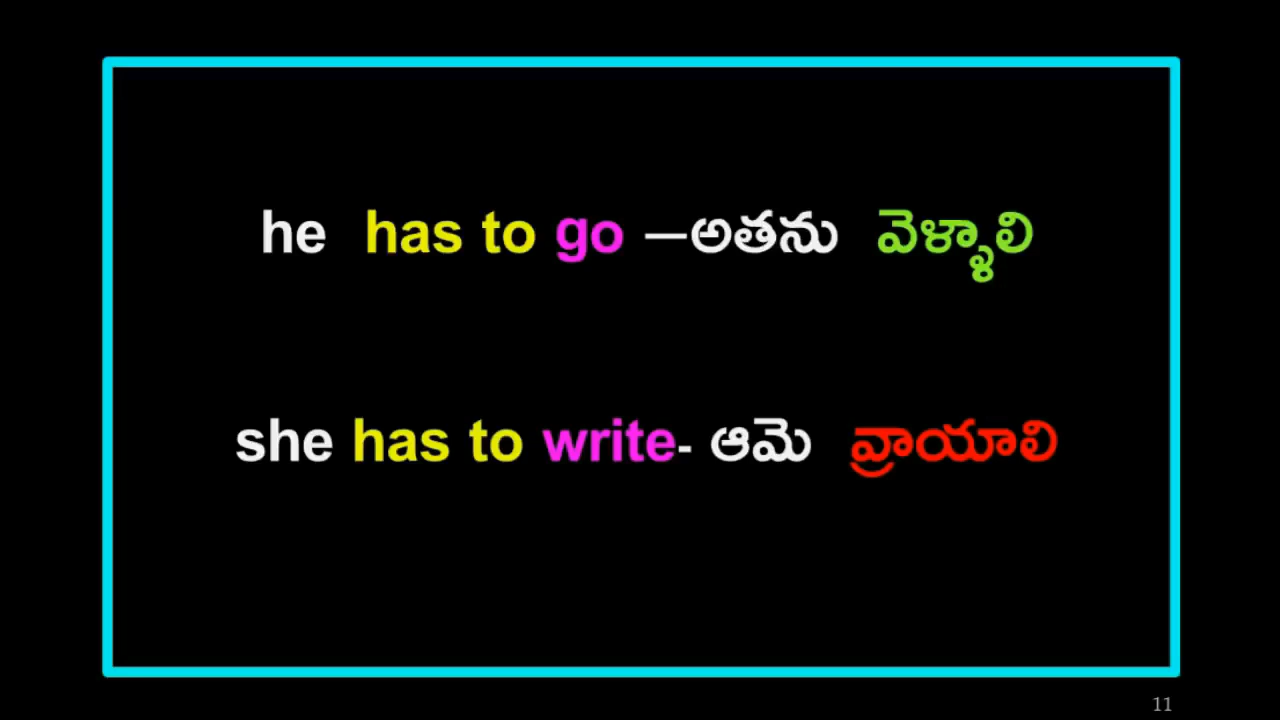 he has to go —అతను వెళ్ళాలి
she has to write- ఆమె వ్రాయాలి
11